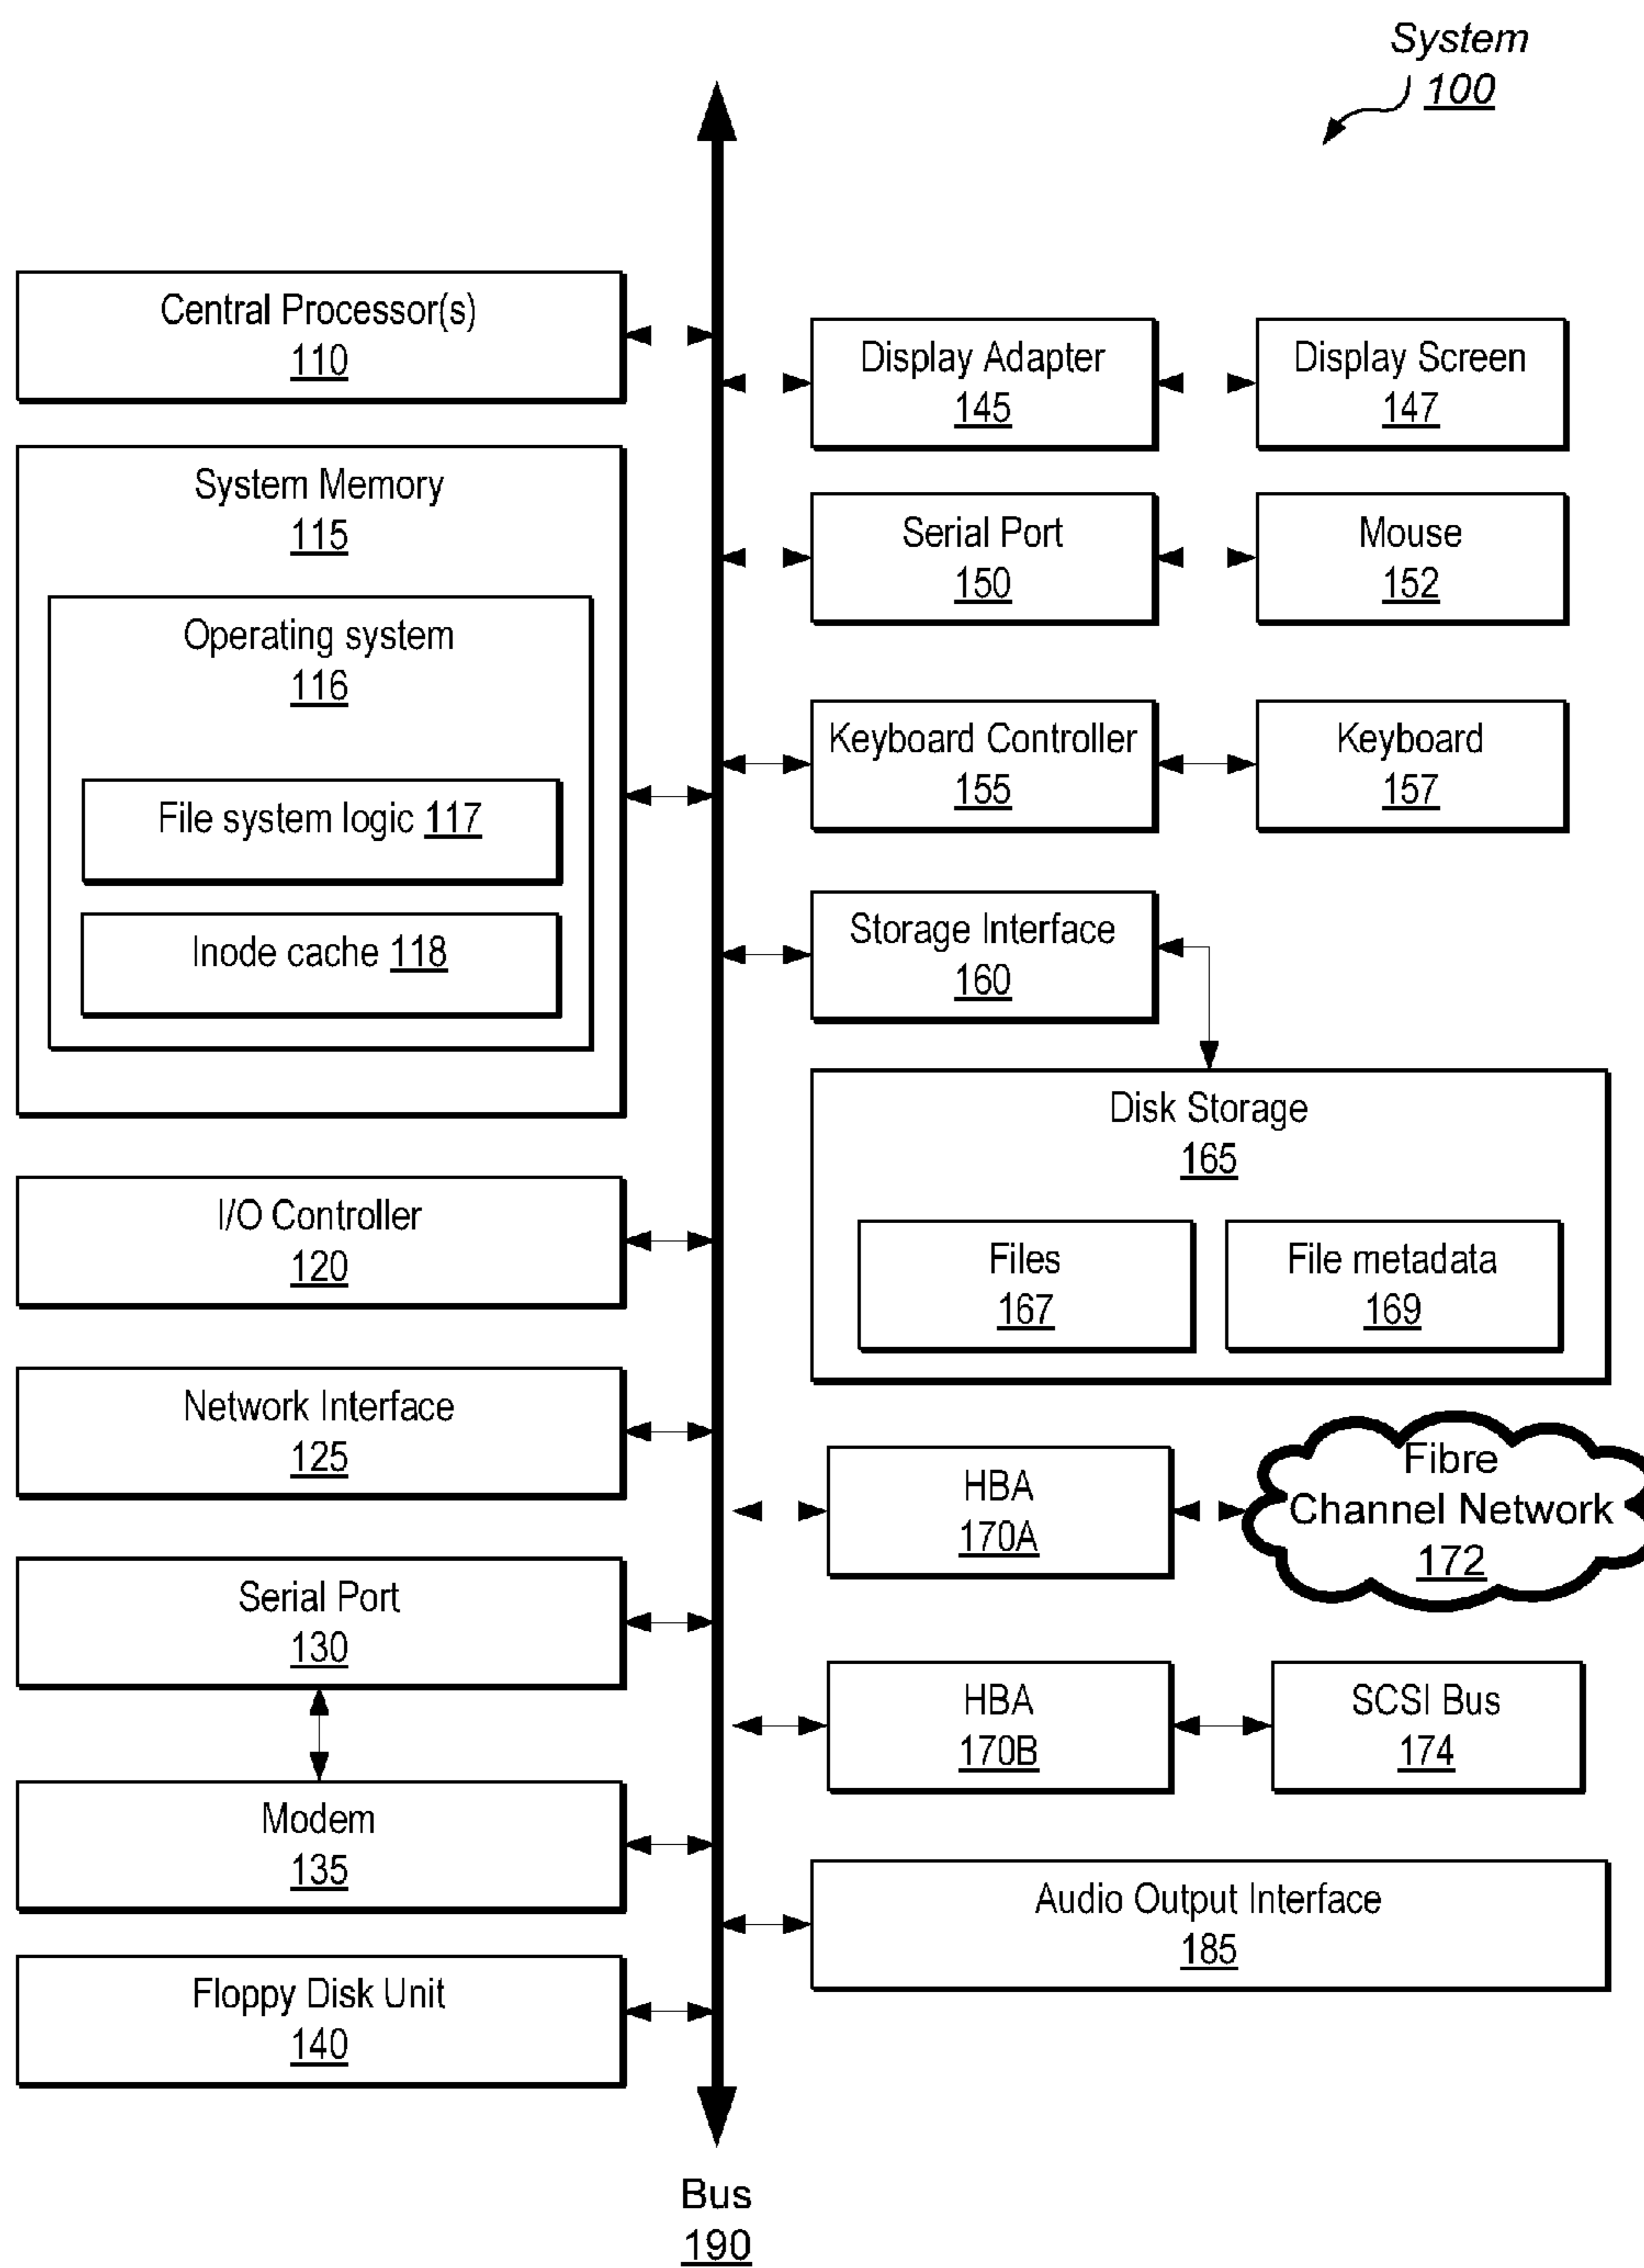 System
100
Central Processor(s)
110
System Memory
115
Operating system
116
File system logic 117
Inode cache 118
I/O Controller
120
Network Interface
125
Serial Port
130
Modem
135
Floppy Disk Unit
140
Display Adapter
145
Display Screen
147
Serial Port
150
Mouse
152
Keyboard Controller
155
Keyboard
157
Storage Interface
160
Disk Storage
165
Files
167
File metadata
169
HBA
170A
Fibre
Channel Network
172
HBA
170B
SCSI Bus
174
Audio Output Interface
185
Bus
190